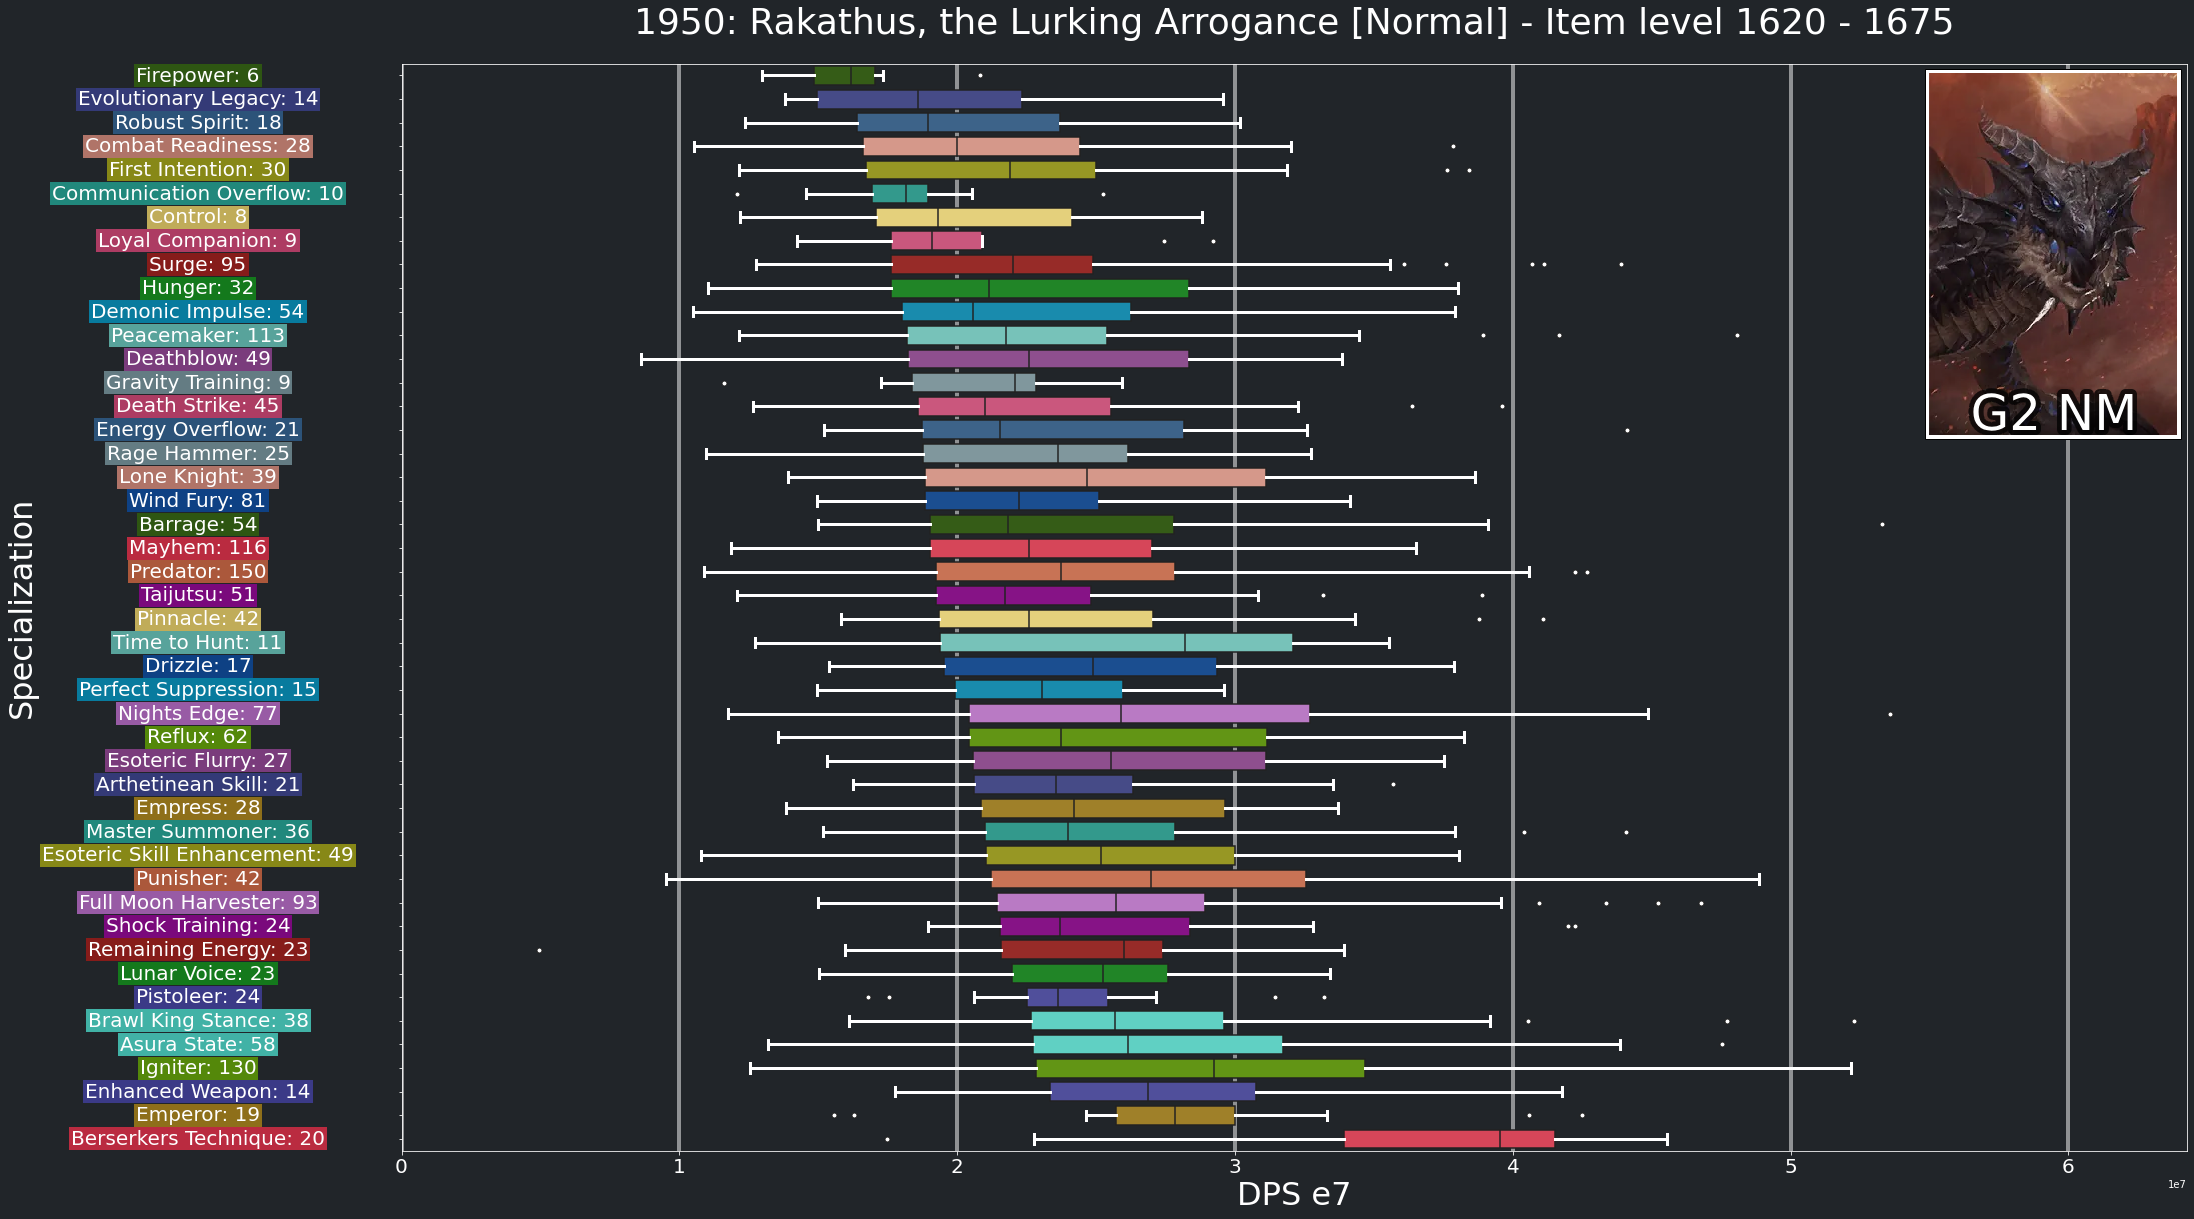 1950: Rakathus, the Lurking Arrogance [Normal] - Item level 1620 - 1675
Firepower: 6
Evolutionary Legacy: 14
Robust Spirit: 18
Combat Readiness: 28
First Intention: 30
Communication Overflow: 10
Control: 8
Loyal Companion: 9
Surge: 95
Hunger: 32
Demonic Impulse: 54
Peacemaker: 113
Deathblow: 49
Gravity Training: 9
Death Strike: 45
Energy Overflow: 21
Rage Hammer: 25
Lone Knight: 39
Wind Fury: 81
Barrage: 54
Mayhem: 116
Predator: 150
Taijutsu: 51
Pinnacle: 42
Time to Hunt: 11
Drizzle: 17
Perfect Suppression: 15
Nights Edge: 77
Reflux: 62
Esoteric Flurry: 27
Arthetinean Skill: 21
Empress: 28
Master Summoner: 36
Esoteric Skill Enhancement: 49
Punisher: 42
Full Moon Harvester: 93
Shock Training: 24
Remaining Energy: 23
Lunar Voice: 23
Pistoleer: 24
Brawl King Stance: 38
Asura State: 58
Igniter: 130
Enhanced Weapon: 14
Emperor: 19
Berserkers Technique: 20
Specialization
G2 NM
0 1 2 3 4 5 6
DPS e7
1e7